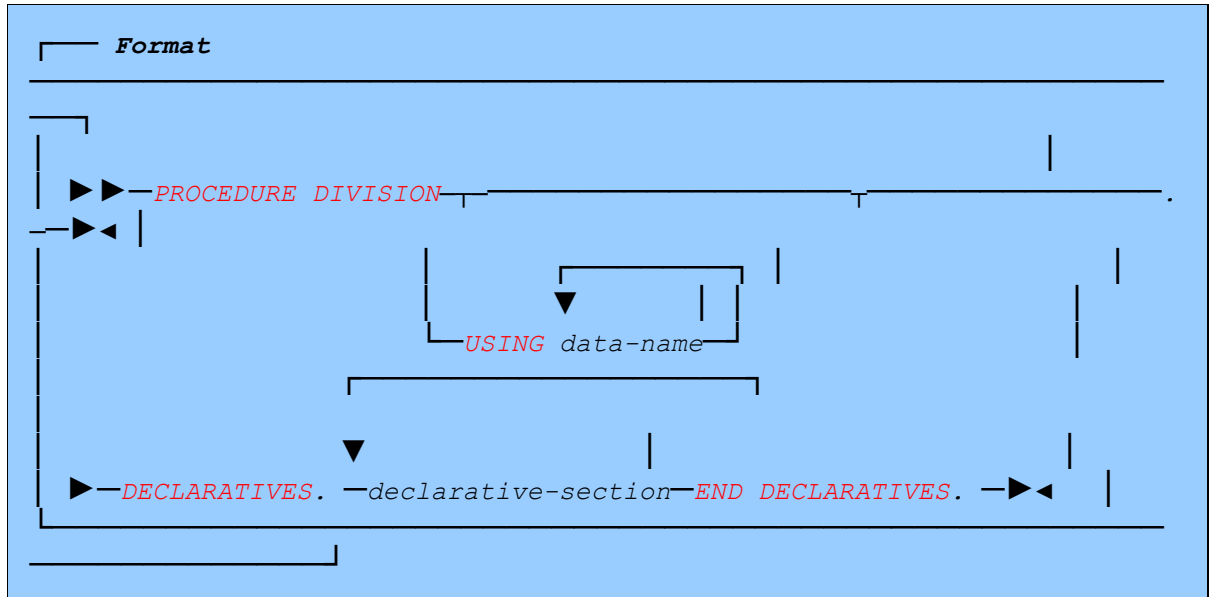 Format
PROCEDURE DIVISION .
USING data-name
DECLARATIVES. declarative-section END DECLARATIVES.